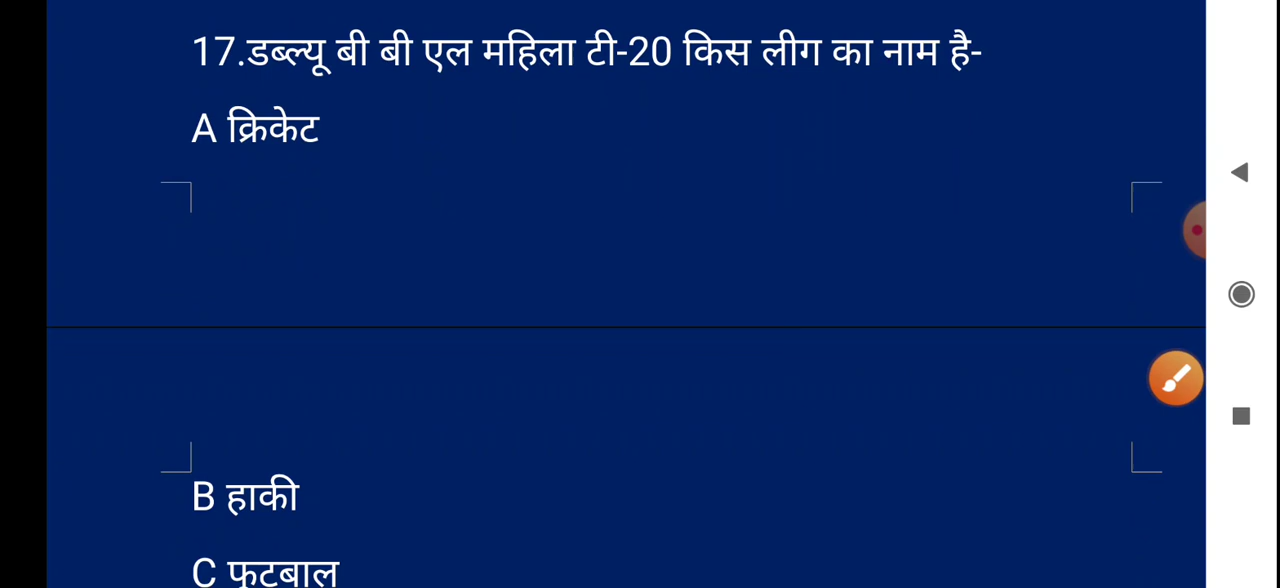 17.डब्ल्यू बी बी एल महिला टी-20 किस लीग का नाम है-
A क्रिकेट
B हाकी
C फुटबाल